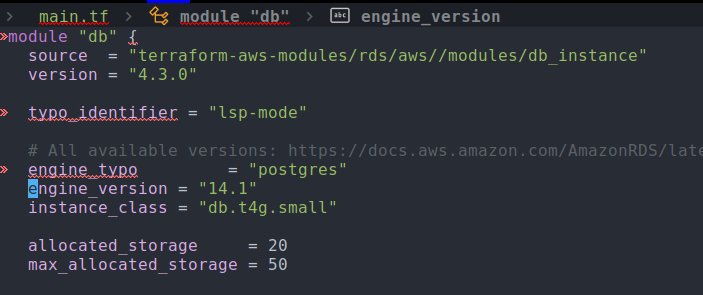 main.tf > module "db" > abc engine_version
»module "db" {
source = "terraform-aws-modules/rds/aws//modules/db_instance"
version = "4.3.0"
» typo_identifier = "lsp-mode"
# All available versions: https://docs.aws.amazon.com/AmazonRDS/late
» engine_typo = "postgres"
engine_version = "14.1"
instance_class = "db.t4g.small"
allocated_storage = 20
max_allocated_storage = 50